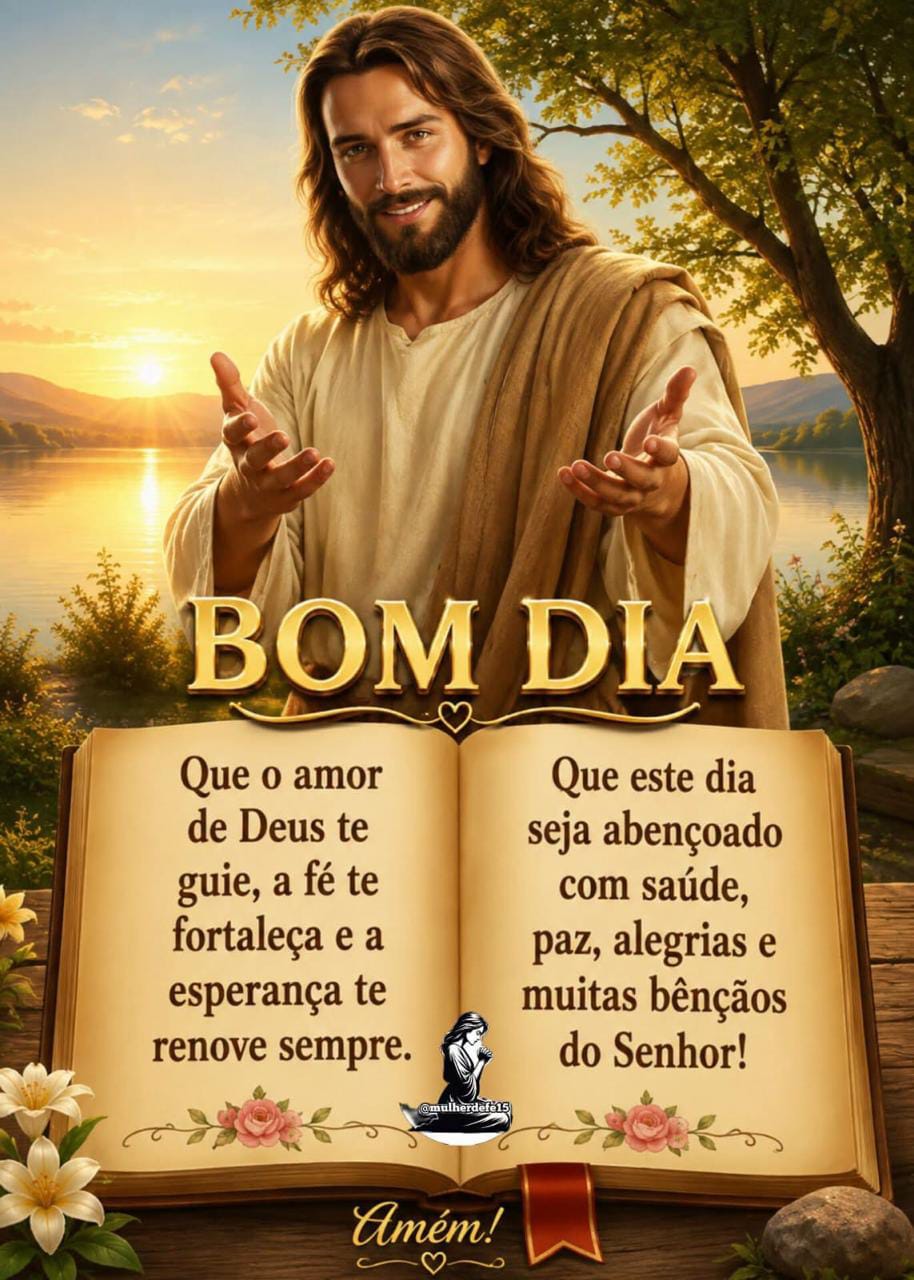 BOM DIA
Que o amor
de Deus te
guie, a fé te
fortaleça e a
esperança te
renove sempre.
Que este dia
seja abençoado
com saúde,
paz, alegrias e
muitas bênçãos
do Senhor!
@mulherdefe15
Amém!